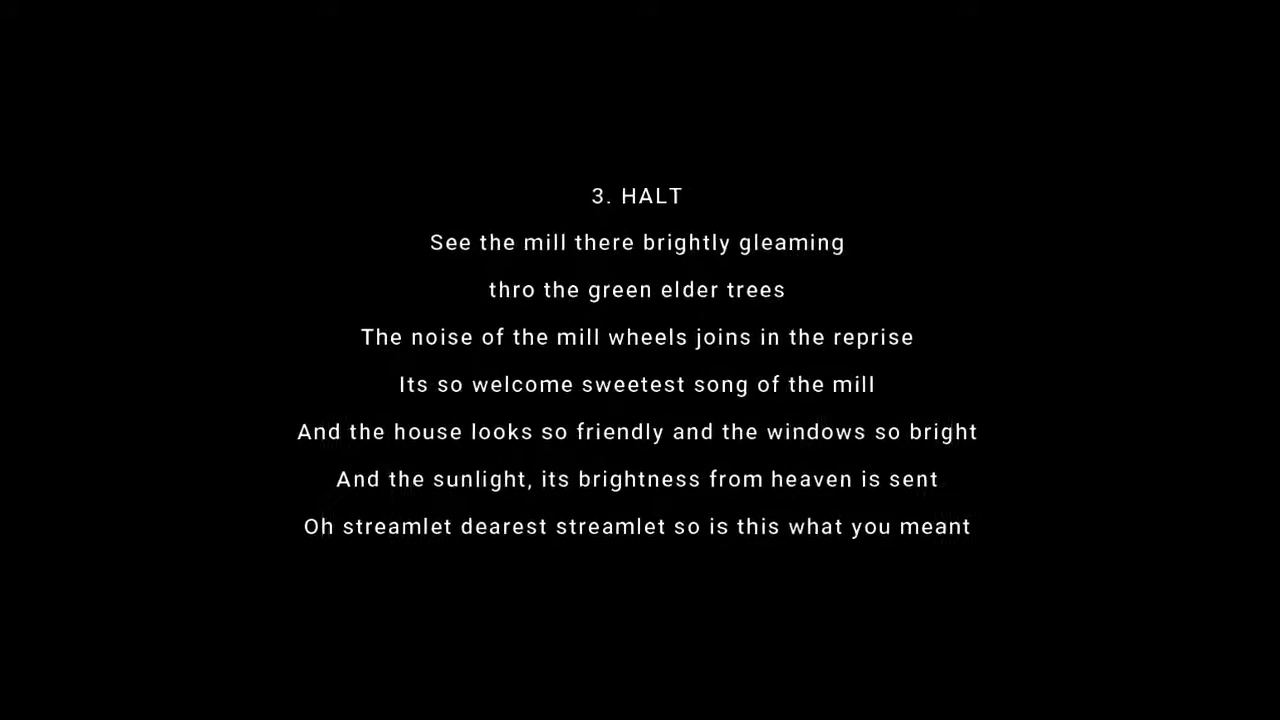 3. HALT
See the mill there brightly gleaming
thro the green elder trees
The noise of the mill wheels joins in the reprise
Its so welcome sweetest song of the mill
And the house looks so friendly and the windows so bright
And the sunlight, its brightness from heaven is sent
Oh streamlet dearest streamlet so is this what you meant